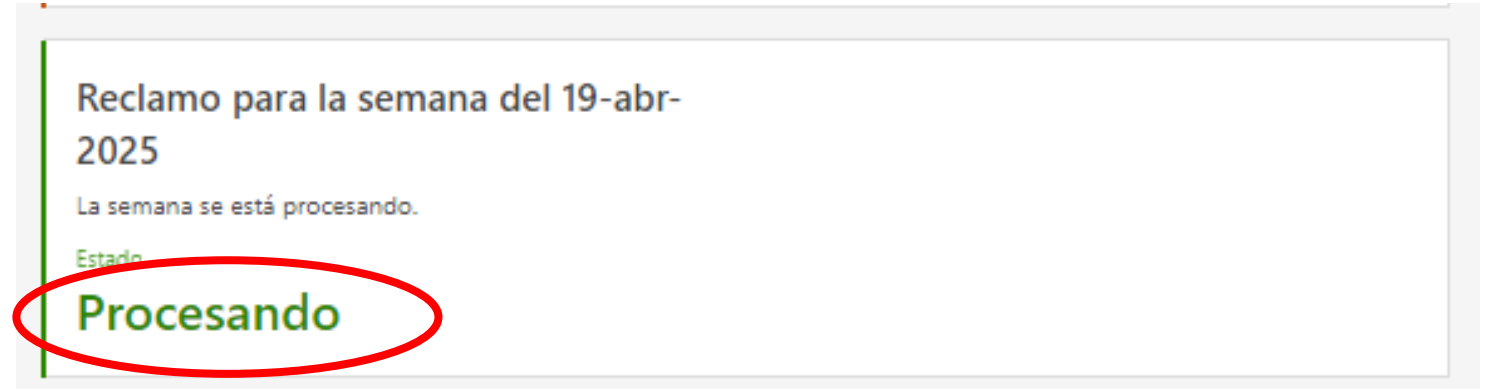 Reclamo para la semana del 19-abr-
2025
La semana se está procesando.
Estado
Procesando